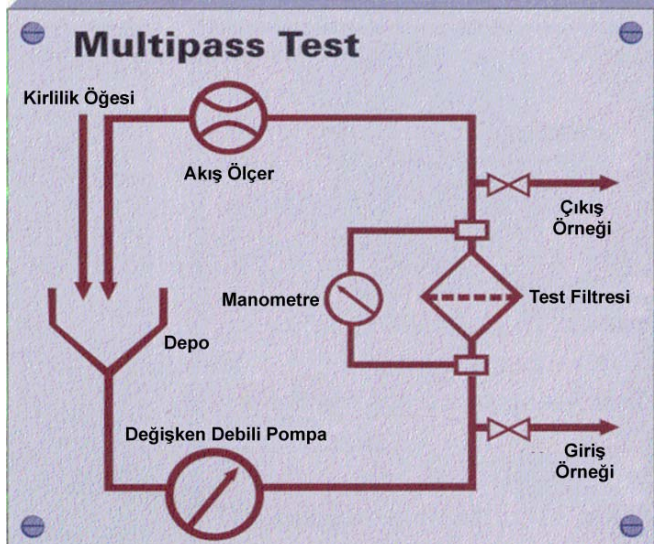 Multipass Test
Kirlilik Öğesi
Akış Ölçer
Çıkış
Örneği
Manometre
Test Filtresi
Depo
Değişken Debili Pompa
Giriş
Örneği